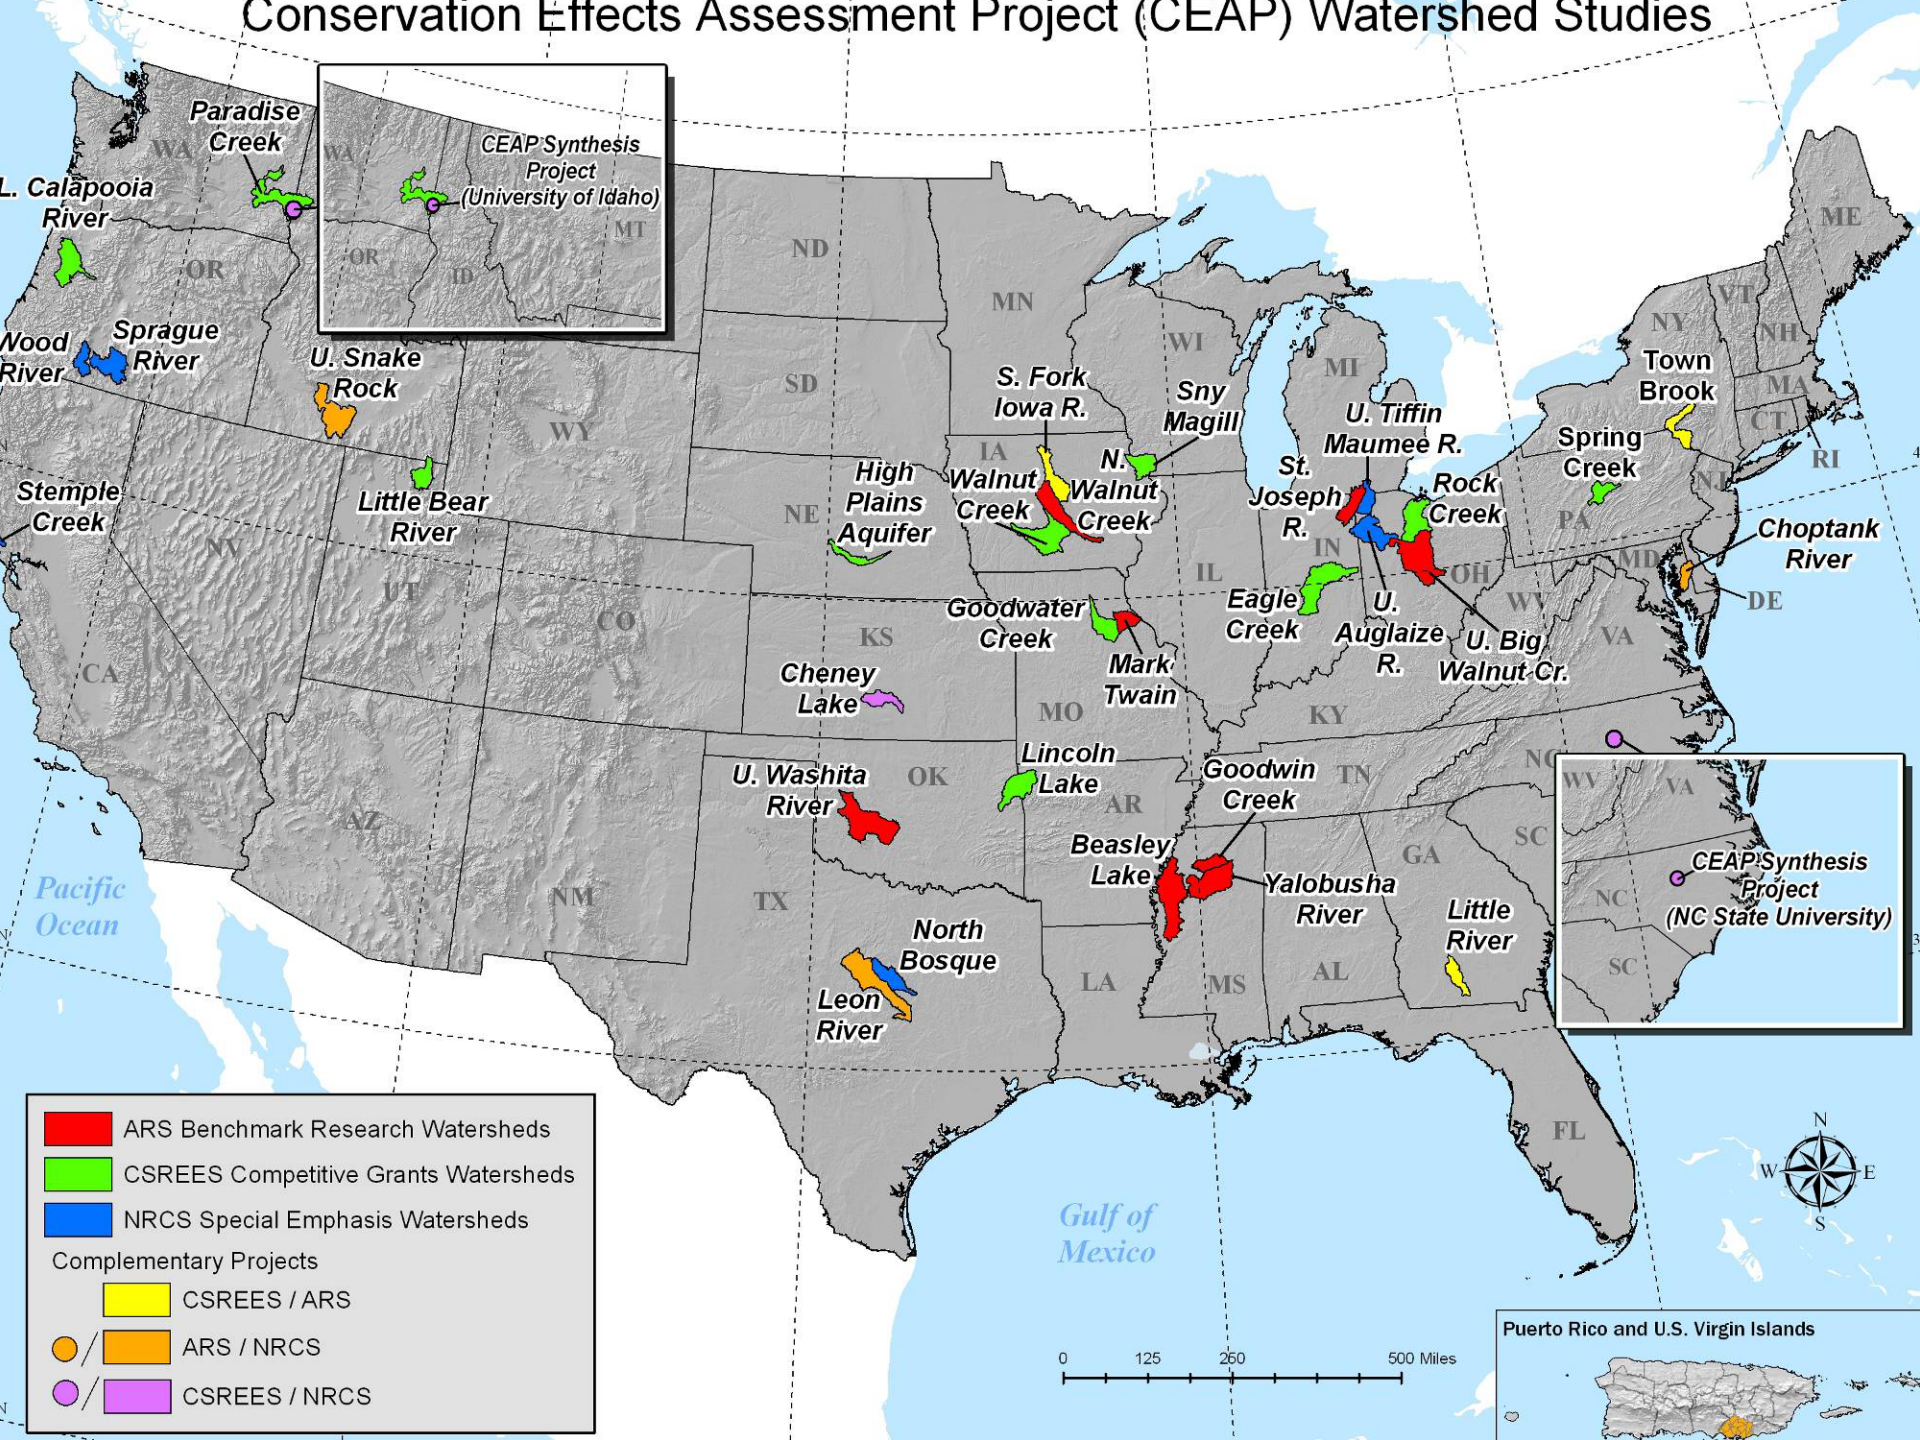 Conservation Effects Assessment Project (CEAP) Watershed Studies
Paradise
Creek
WA
L. Calapooia
River
OR
Wood
River
Sprague
River
U. Snake
Rock
WA
CEAP Synthesis
Project
(University of Idaho)
MT
OR
ID
Stemple
Creek
NV
CA
Little Bear
River
UT
WY
CO
AZ
NM
ND
SD
NE
High
Plains
Aquifer
KS
Cheney
Lake
U. Washita
River
OK
TX
North
Bosque
Leon
River
MN
S. Fork
Iowa R.
IA
Walnut
Creek
N.
Walnut
Creek
Sny
Magill
WI
MI
U. Tiffin
Maumee R.
St.
Joseph
R.
Rock
Creek
IN
IL
OH
Eagle
Creek
U.
Auglaize
R.
U. Big
Walnut Cr.
Goodwater
Creek
Mark
Twain
MO
Lincoln
Lake
AR
Goodwin
Creek
Beasley
Lake
Yalobusha
River
LA
MS
AL
GA
Little
River
KY
TN
WV
VA
NC
SC
FL
ME
VT
NH
NY
MA
CT
RI
Town
Brook
Spring
Creek
PA
NJ
MD
DE
Choptank
River
WV
VA
CEAP Synthesis
Project
(NC State University)
NC
SC
Pacific
Ocean
Gulf of
Mexico
ARS Benchmark Research Watersheds
CSREES Competitive Grants Watersheds
NRCS Special Emphasis Watersheds
Complementary Projects
CSREES / ARS
ARS / NRCS
CSREES / NRCS
0 125 250 500 Miles
N
W E
S
Puerto Rico and U.S. Virgin Islands